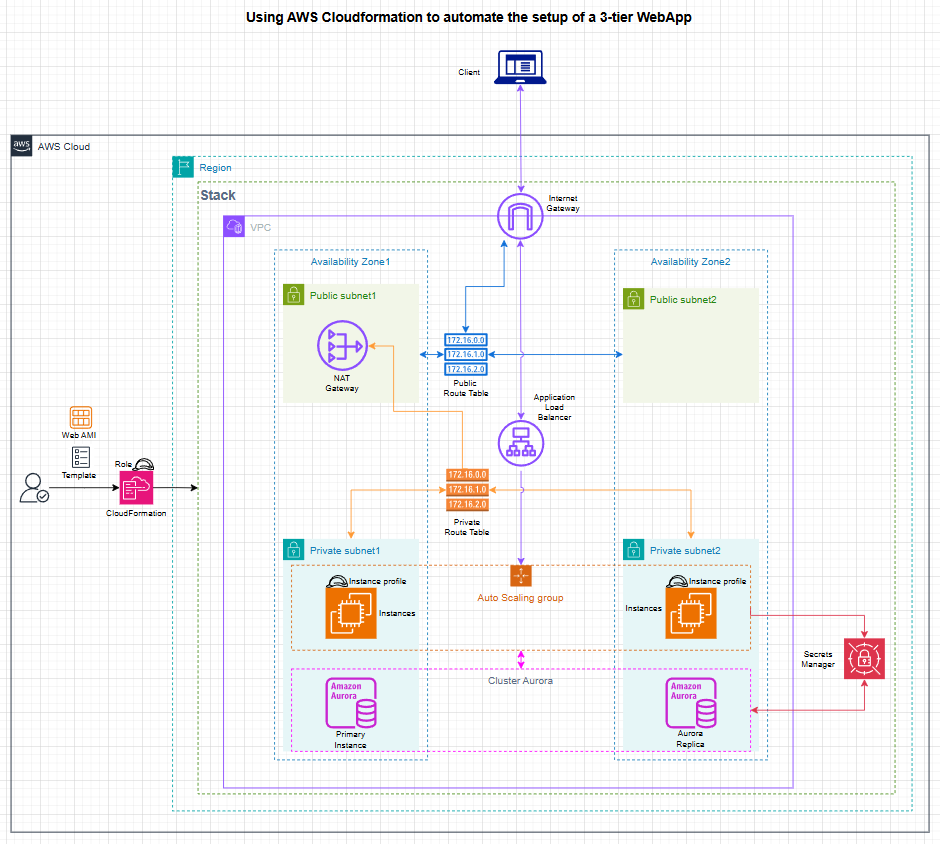 Using AWS Cloudformation to automate the setup of a 3-tier WebApp
Client
aws
AWS Cloud
Region
Stack
Internet
Gateway
VPC
Availability Zone1
Availability Zone2
Public subnet1
Public subnet2
172.16.0.0
172.16.1.0
172.16.2.0
NAT
Gateway
Public
Route Table
Application
Load
Balancer
Web AMI
Template
Role
CloudFormation
172.16.0.0
172.16.1.0
172.16.2.0
Private
Route Table
Private subnet1
Private subnet2
Instance profile
Instances
Auto Scaling group
Instance profile
Instances
Secrets
Manager
Cluster Aurora
Amazon
Aurora
Primary
Instance
Amazon
Aurora
Aurora
Replica